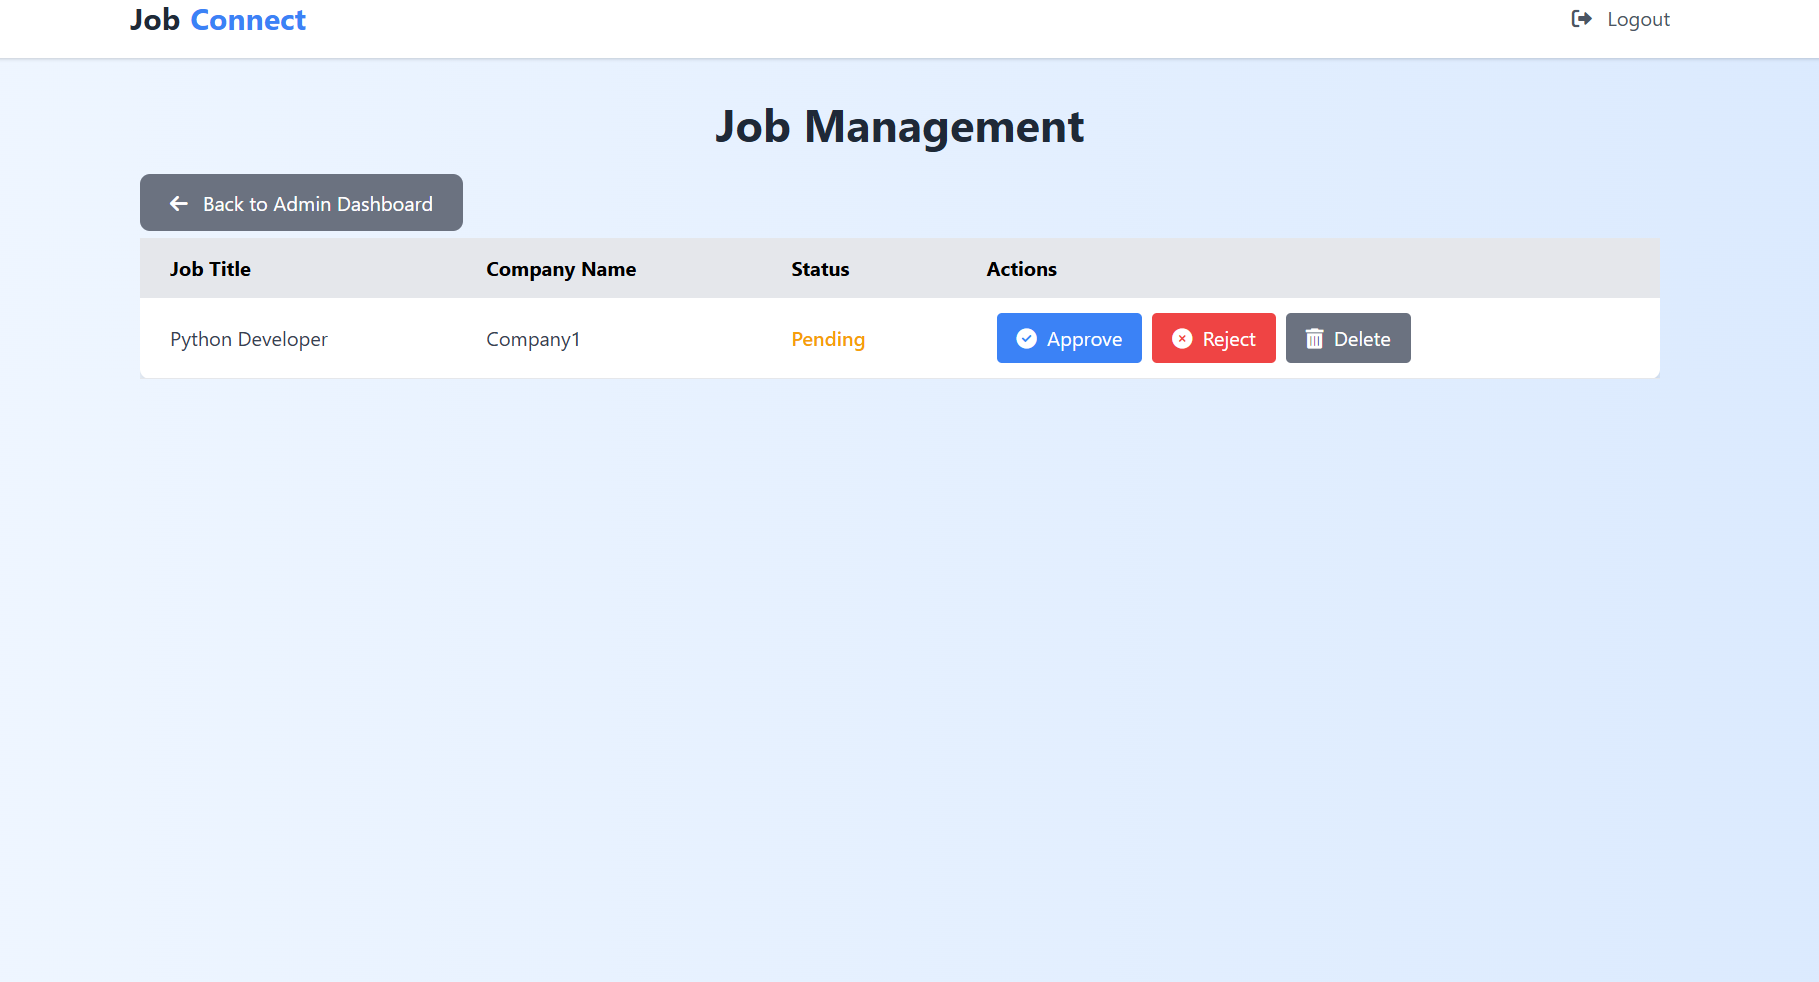 Job Connect
Logout
Job Management
Back to Admin Dashboard
Job Title Company Name Status Actions
Python Developer Company1 Pending Approve Reject Delete